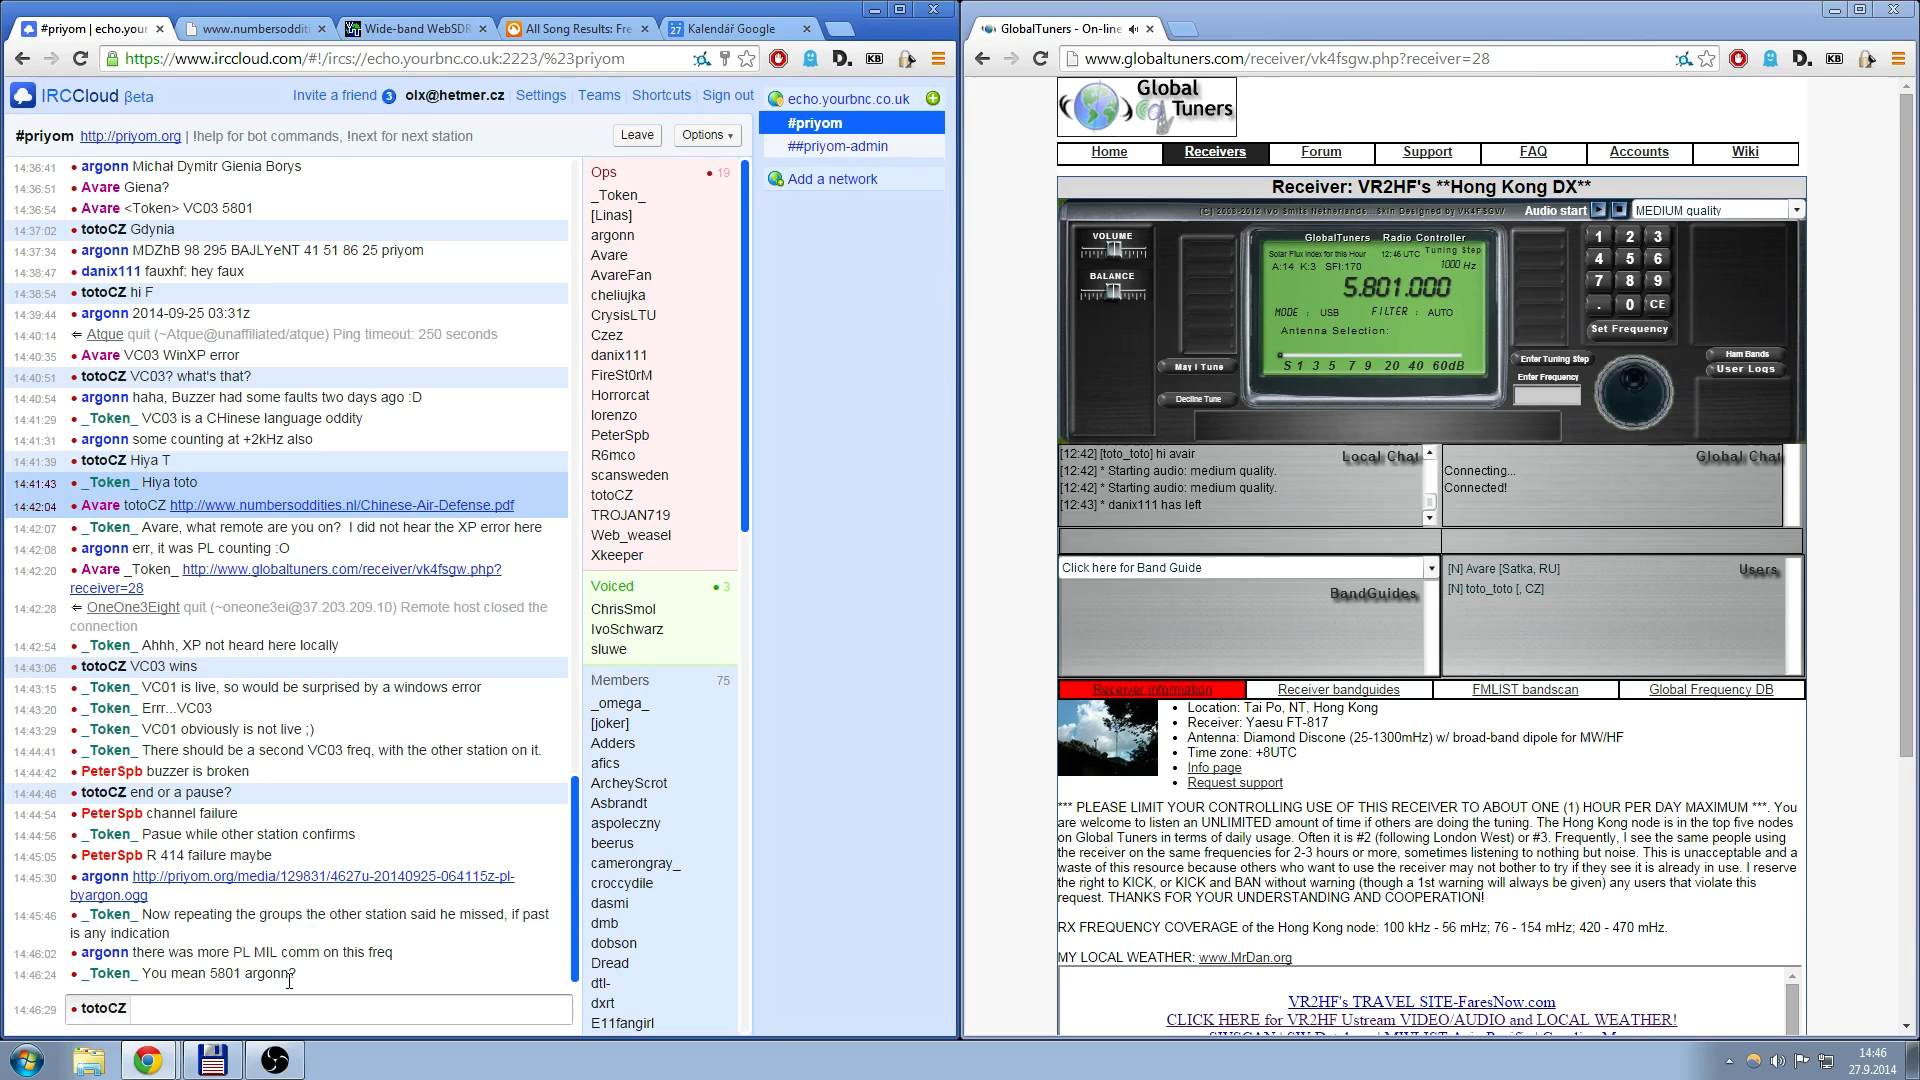 #priyom | echo.your
www.numbersodditi
Wide-band WebSDR
All Song Results: Fre
Kalendář Google
https://www.irccloud.com/#!/ircs://echo.yourbnc.co.uk:2223/%23priyom
IRCCloud βeta
Invite a friend 3 olx@hetmer.cz Settings Teams Shortcuts Sign out
#priyom http://priyom.org | !help for bot commands, !next for next station
Leave
Options
14:36:41 argonn Michał Dymitr Gienia Borys
14:36:51 Avare Giena?
14:36:54 Avare <Token> VC03 5801
14:37:02 totoCZ Gdynia
14:37:34 argonn MDZhB 98 295 BAJLYeNT 41 51 86 25 priyom
14:38:47 danix111 fauxhf: hey faux
14:38:54 totoCZ hi F
14:39:44 argonn 2014-09-25 03:31z
14:40:14 ⇐ Atque quit (~Atque@unaffiliated/atque) Ping timeout: 250 seconds
14:40:35 Avare VC03 WinXP error
14:40:51 totoCZ VC03? what's that?
14:40:54 argonn haha, Buzzer had some faults two days ago :D
14:41:29 _Token_ VC03 is a CHinese language oddity
14:41:31 argonn some counting at +2kHz also
14:41:39 totoCZ Hiya T
14:41:43 _Token_ Hiya toto
14:42:04 Avare totoCZ http://www.numbersoddities.nl/Chinese-Air-Defense.pdf
14:42:07 _Token_ Avare, what remote are you on? I did not hear the XP error here
14:42:08 argonn err, it was PL counting :O
14:42:20 Avare _Token_ http://www.globaltuners.com/receiver/vk4fsgw.php?
receiver=28
14:42:28 ⇐ OneOne3Eight quit (~oneone3ei@37.203.209.10) Remote host closed the
connection
14:42:54 _Token_ Ahhh, XP not heard here locally
14:43:06 totoCZ VC03 wins
14:43:15 _Token_ VC01 is live, so would be surprised by a windows error
14:43:20 _Token_ Errr...VC03
14:43:29 _Token_ VC01 obviously is not live ;)
14:44:41 _Token_ There should be a second VC03 freq, with the other station on it.
14:44:42 PeterSpb buzzer is broken
14:44:46 totoCZ end or a pause?
14:44:54 PeterSpb channel failure
14:44:56 _Token_ Pasue while other station confirms
14:45:05 PeterSpb R 414 failure maybe
14:45:30 argonn http://priyom.org/media/129831/4627u-20140925-064115z-pl-
byargon.ogg
14:45:46 _Token_ Now repeating the groups the other station said he missed, if past
is any indication
14:46:02 argonn there was more PL MIL comm on this freq
14:46:24 _Token_ You mean 5801 argonn?
14:46:29 totoCZ
Ops 19
_Token_
[Linas]
argonn
Avare
AvareFan
cheliujka
CrysisLTU
Czez
danix111
FireSt0rM
Horrorcat
lorenzo
PeterSpb
R6mco
scansweden
totoCZ
TROJAN719
Web_weasel
Xkeeper
Voiced 3
ChrisSmol
IvoSchwarz
sluwe
Members 75
_omega_
[joker]
Adders
afics
ArcheyScrot
Asbrandt
aspoleczny
beerus
camerongray_
croccydile
dasmi
dmb
dobson
Dread
dtl-
dxrt
E11fangirl
echo.yourbnc.co.uk
#priyom
##priyom-admin
Add a network
GlobalTuners - On-line
www.globaltuners.com/receiver/vk4fsgw.php?receiver=28
Global
Tuners
Home Receivers Forum Support FAQ Accounts Wiki
Receiver: VR2HF's **Hong Kong DX**
(C) 2008-2012 Ivo Smits Netherlands...Skin Designed by VK4FSGW
Audio start
MEDIUM quality
VOLUME
BALANCE
GlobalTuners Radio Controller
Solar Flux Index for this Hour 12:46 UTC Tuning Step
A:14 K:3 SFI:170 1000 Hz
5.801.000
MODE : USB FILTER : AUTO
Antenna Selection:
S 1 3 5 7 9 20 40 60dB
May I Tune
Decline Tune
1 2 3
4 5 6
7 8 9
. 0 CE
Set Frequency
Enter Tuning Step
Enter Frequency
Ham Bands
User Logs
[12:42] [toto_toto] hi avair
[12:42] * Starting audio: medium quality.
[12:42] * Starting audio: medium quality.
[12:43] * danix111 has left
Local Chat
Connecting...
Connected!
Global Chat
Click here for Band Guide
BandGuides
[N] Avare [Satka, RU]
[N] toto_toto [, CZ]
Users
Receiver information Receiver bandguides FMLIST bandscan Global Frequency DB
Location: Tai Po, NT, Hong Kong
Receiver: Yaesu FT-817
Antenna: Diamond Discone (25-1300mHz) w/ broad-band dipole for MW/HF
Time zone: +8UTC
Info page
Request support
*** PLEASE LIMIT YOUR CONTROLLING USE OF THIS RECEIVER TO ABOUT ONE (1) HOUR PER DAY MAXIMUM ***. You
are welcome to listen an UNLIMITED amount of time if others are doing the tuning. The Hong Kong node is in the top five nodes
on Global Tuners in terms of daily usage. Often it is #2 (following London West) or #3. Frequently, I see the same people using
the receiver on the same frequencies for 2-3 hours or more, sometimes listening to nothing but noise. This is unacceptable and a
waste of this resource because others who want to use the receiver may not bother to try if they see it is already in use. I reserve
the right to KICK, or KICK and BAN without warning (though a 1st warning will always be given) any users that violate this
request. THANKS FOR YOUR UNDERSTANDING AND COOPERATION!
RX FREQUENCY COVERAGE of the Hong Kong node: 100 kHz - 56 mHz; 76 - 154 mHz; 420 - 470 mHz.
MY LOCAL WEATHER: www.MrDan.org
VR2HF's TRAVEL SITE-FaresNow.com
CLICK HERE for VR2HF Ustream VIDEO/AUDIO and LOCAL WEATHER!
14:46
27.9.2014